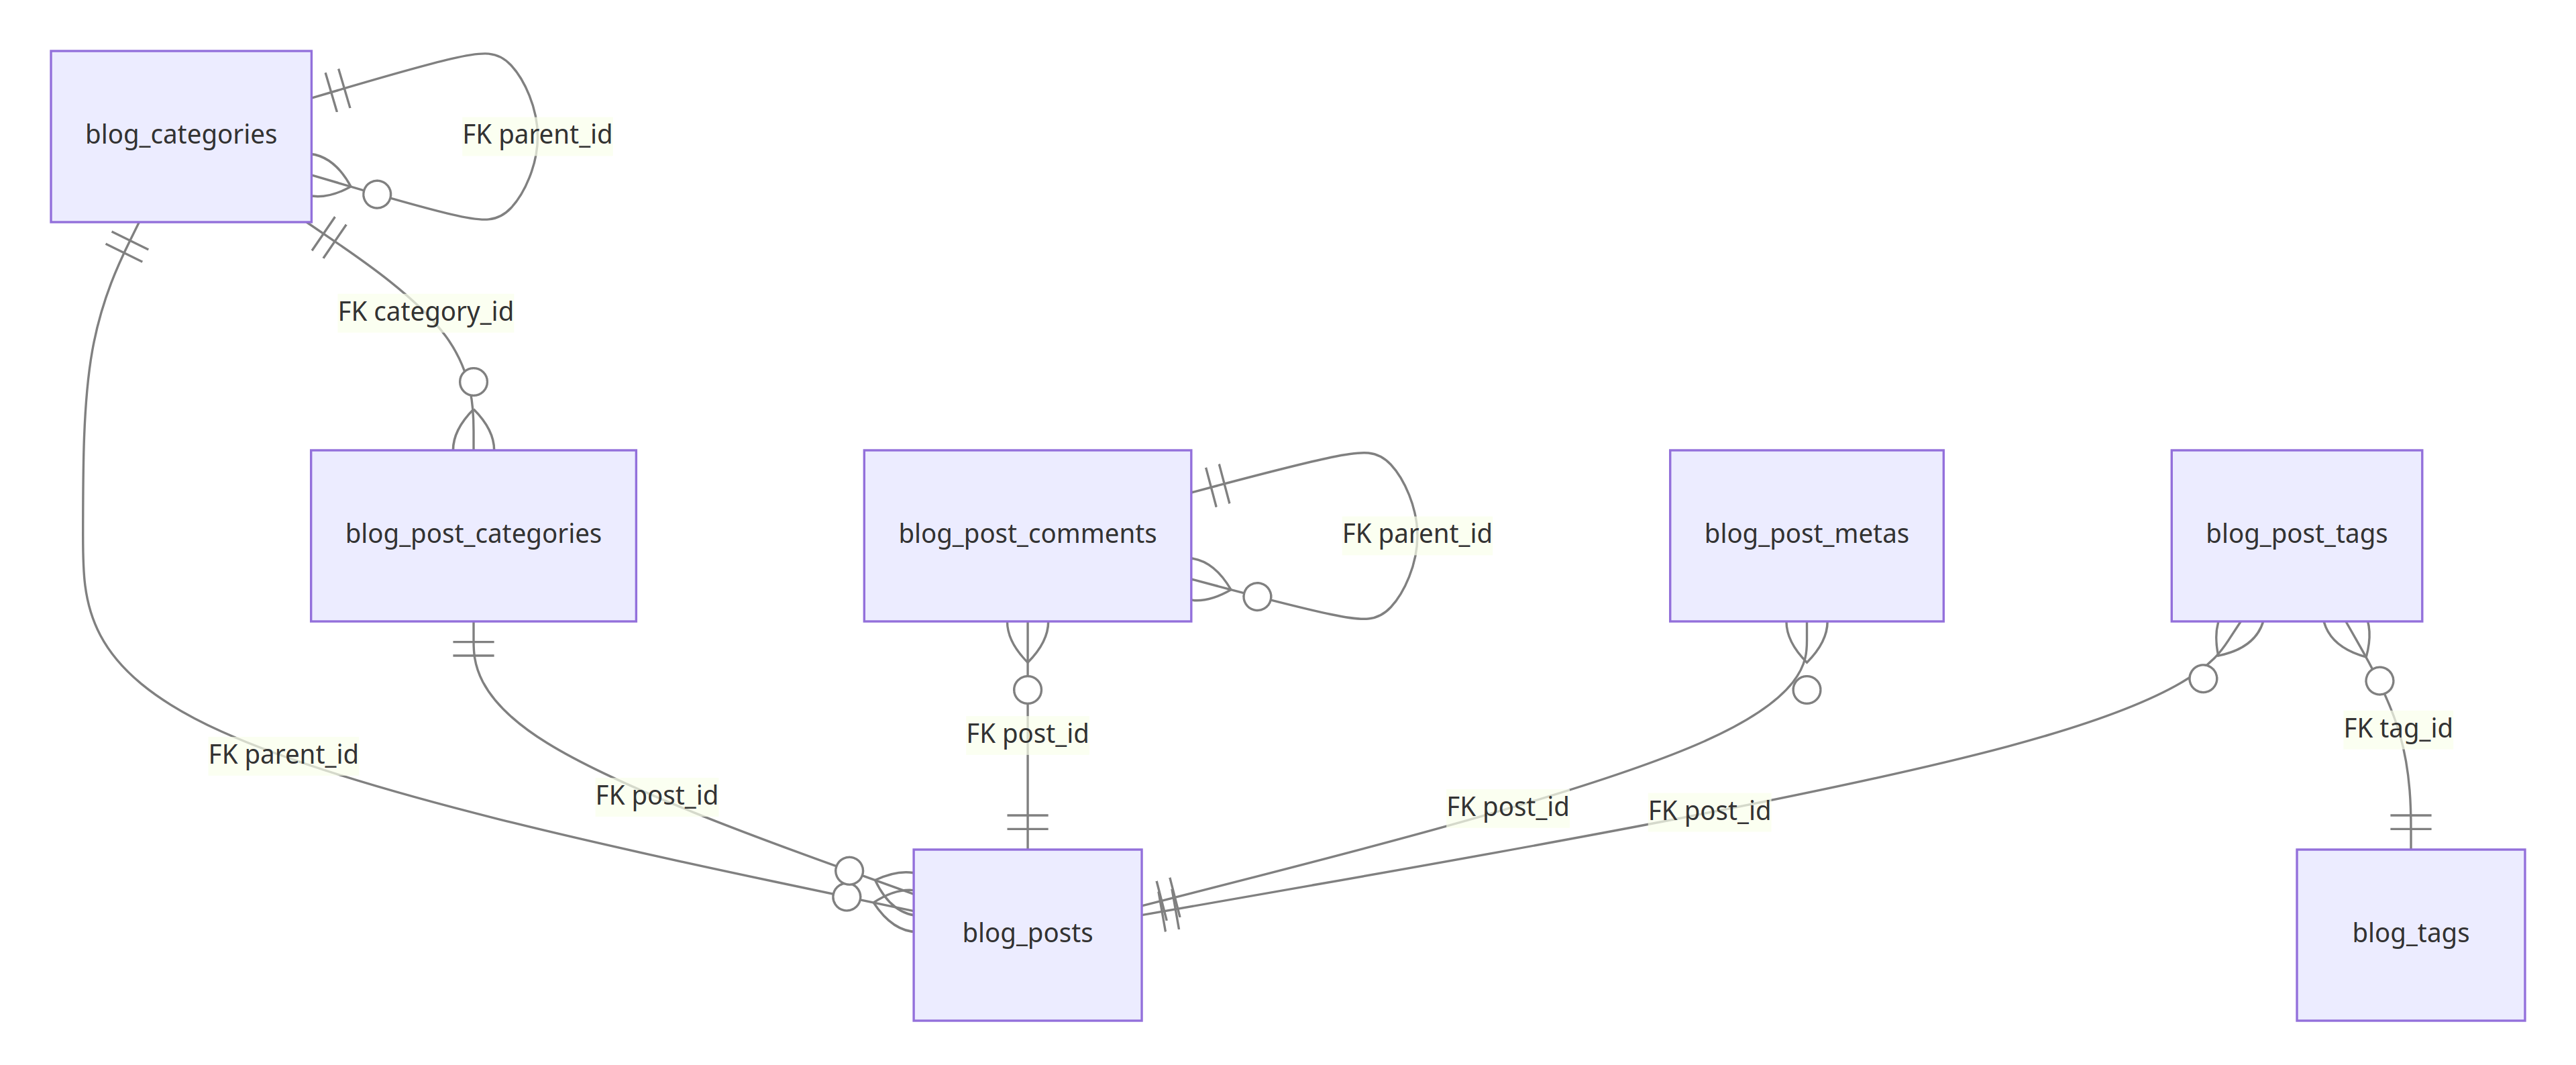 blog_categories
FK parent_id
FK category_id
blog_post_categories
blog_post_comments
FK parent_id
blog_post_metas
blog_post_tags
FK post_id
FK tag_id
FK parent_id
FK post_id
FK post_id
FK post_id
blog_posts
blog_tags